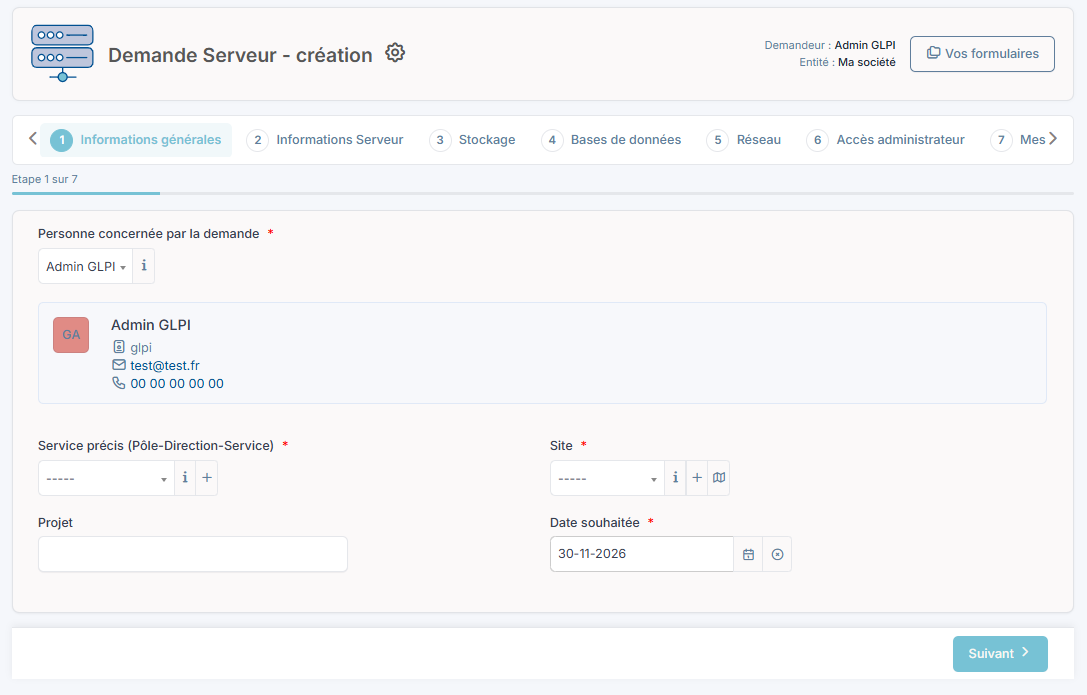 Demande Serveur - création
Demandeur : Admin GLPI
Entité : Ma société
Vos formulaires
1 Informations générales 2 Informations Serveur 3 Stockage 4 Bases de données 5 Réseau 6 Accès administrateur 7 Mes
Etape 1 sur 7
Personne concernée par la demande *
Admin GLPI
GA
Admin GLPI
glpi
test@test.fr
00 00 00 00 00
Service précis (Pôle-Direction-Service) * Site *
----- -----
Projet Date souhaitée *
30-11-2026
Suivant